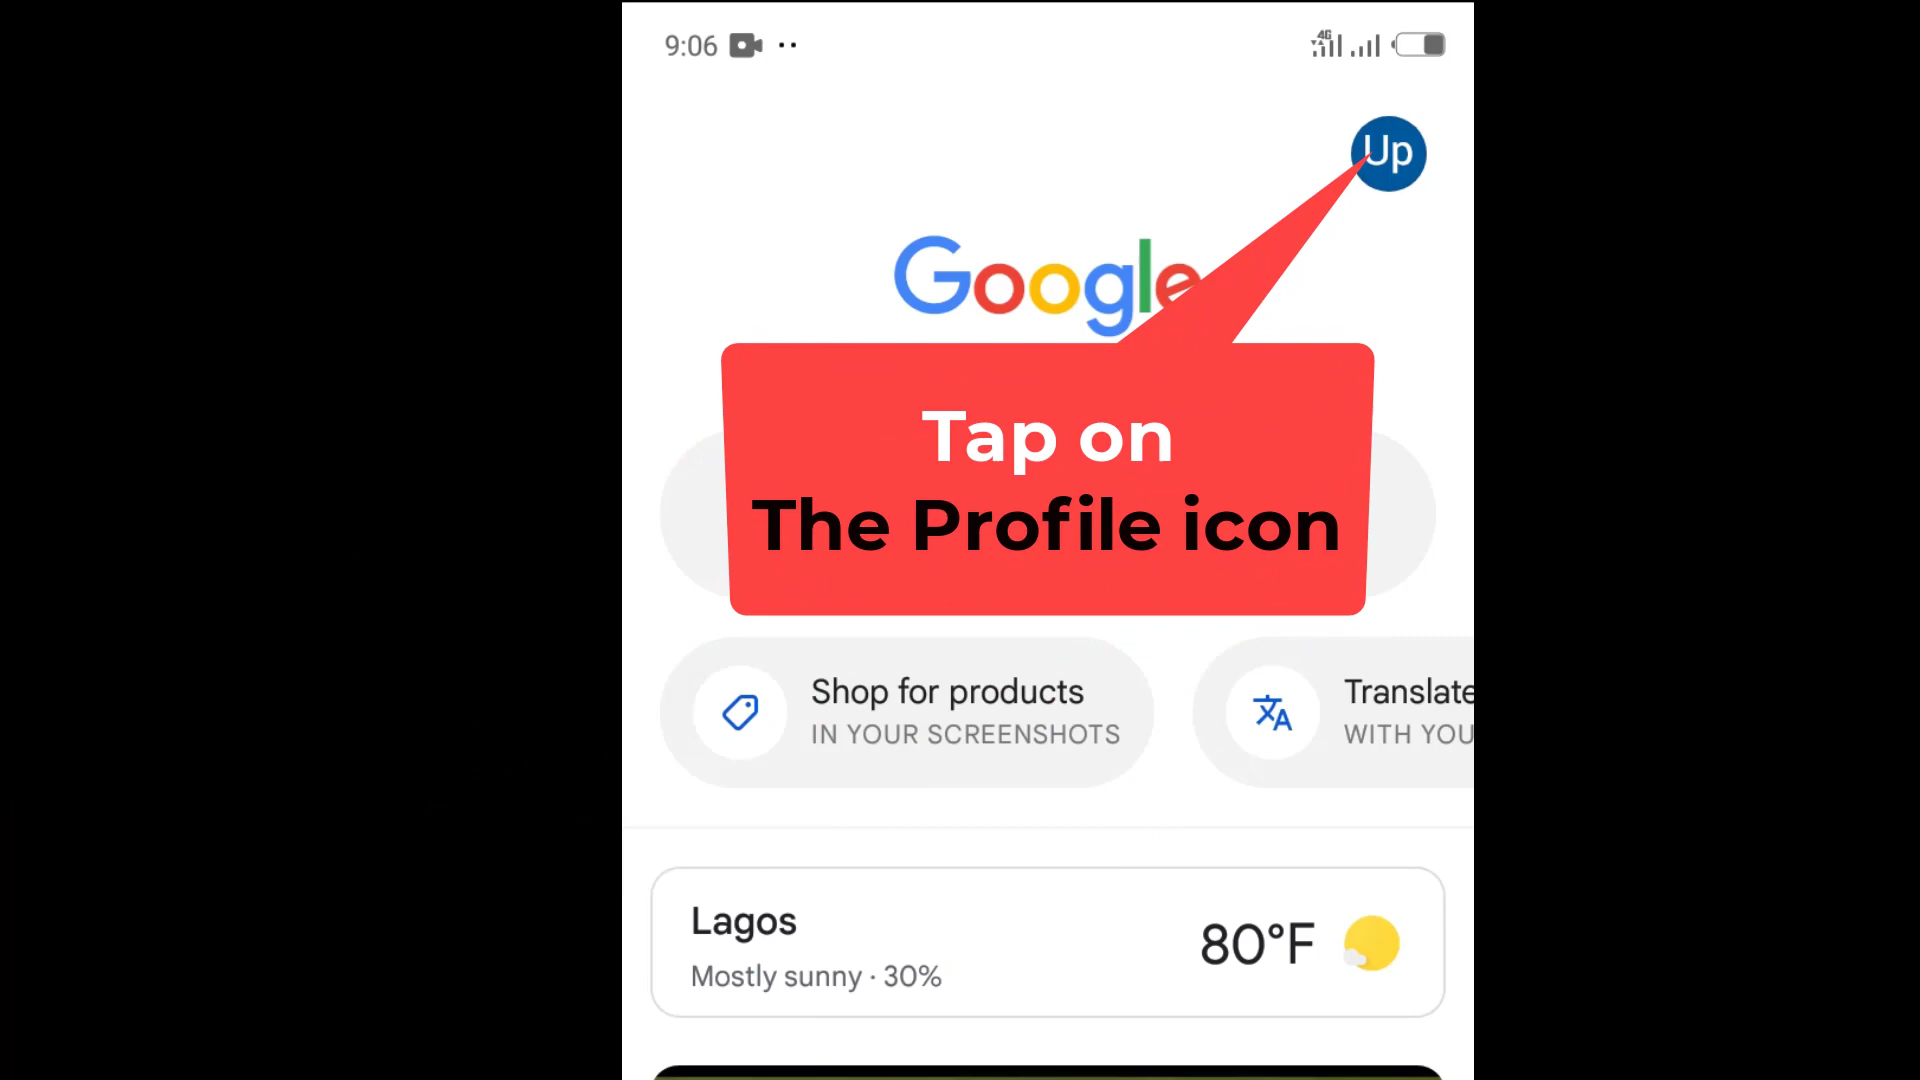 9:06
4G
Up
Google
Tap on
The Profile icon
Shop for products
IN YOUR SCREENSHOTS
Translate
WITH YOU
Lagos
80°F
Mostly sunny · 30%